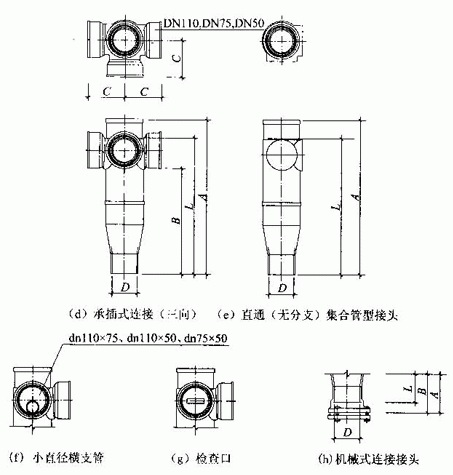 DN110,DN75,DN50
C
C C
A
L
B
D
A
L
D
(d) 承插式连接(三向)
(e) 直通(无分支)集合管型接头
dn110×75、dn110×50、dn75×50
L
B
A
D
(f) 小直径横支管
(g) 检查口
(h)机械式连接接头